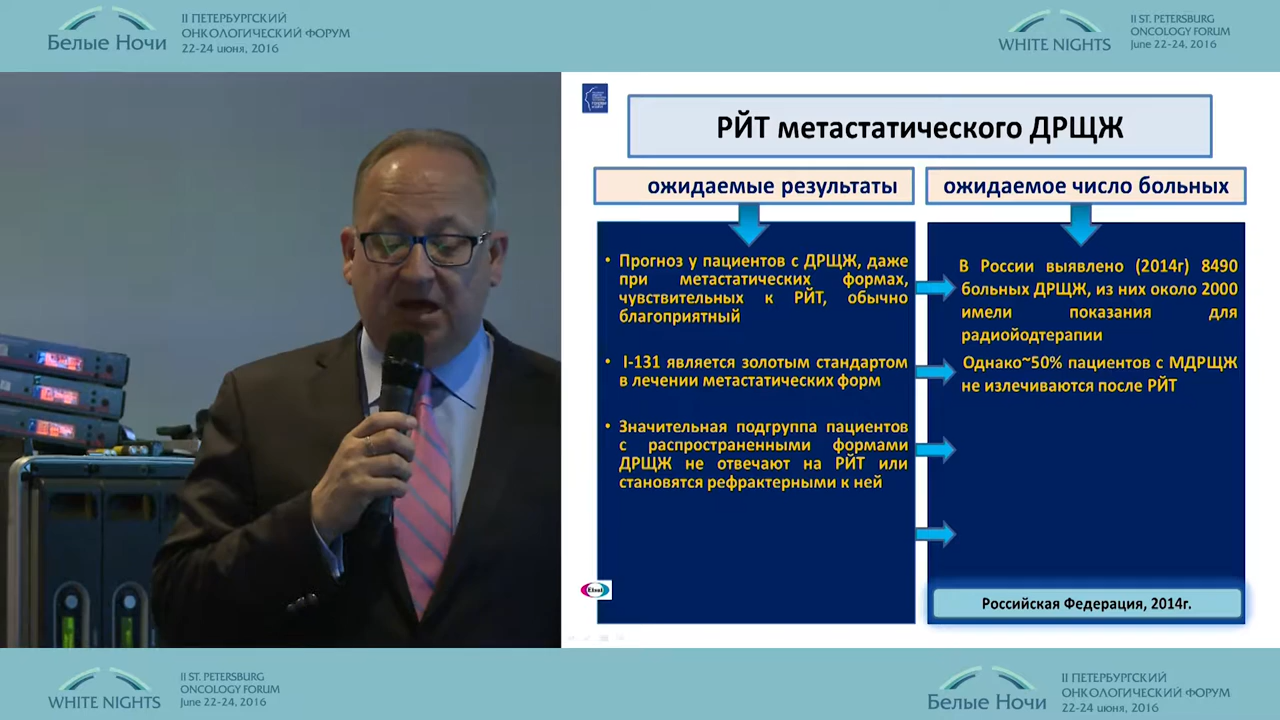 II ПЕТЕРБУРГСКИЙ
ОНКОЛОГИЧЕСКИЙ ФОРУМ
22-24 июня, 2016
Белые Ночи
II ST. PETERSBURG
ONCOLOGY FORUM
June 22-24, 2016
WHITE NIGHTS
РЙТ метастатического ДРЩЖ
ожидаемые результаты
ожидаемое число больных
• Прогноз у пациентов с ДРЩЖ, даже
при метастатических формах,
чувствительных к РЙТ, обычно
благоприятный
• I-131 является золотым стандартом
в лечении метастатических форм
• Значительная подгруппа пациентов
с распространенными формами
ДРЩЖ не отвечают на РЙТ или
становятся рефрактерными к ней
В России выявлено (2014г) 8490
больных ДРЩЖ, из них около 2000
имели показания для
радиойодтерапии
Однако~50% пациентов с МДРЩЖ
не излечиваются после РЙТ
Российская Федерация, 2014г.
II ST. PETERSBURG
ONCOLOGY FORUM
June 22-24, 2016
WHITE NIGHTS
II ПЕТЕРБУРГСКИЙ
ОНКОЛОГИЧЕСКИЙ ФОРУМ
22-24 июня, 2016
Белые Ночи